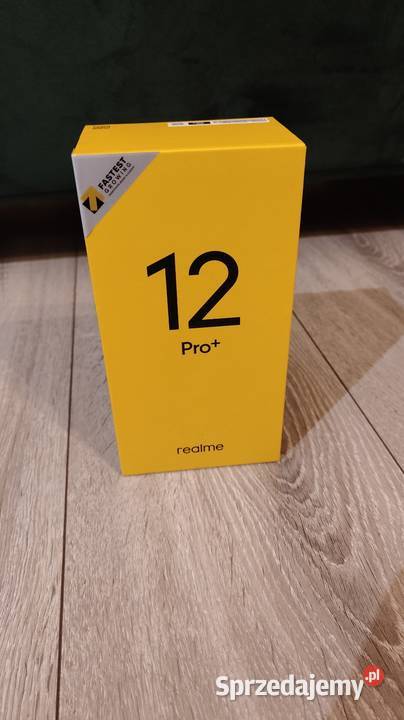 FASTEST
GROWING
12
Pro+
realme
Sprzedajemy.pl